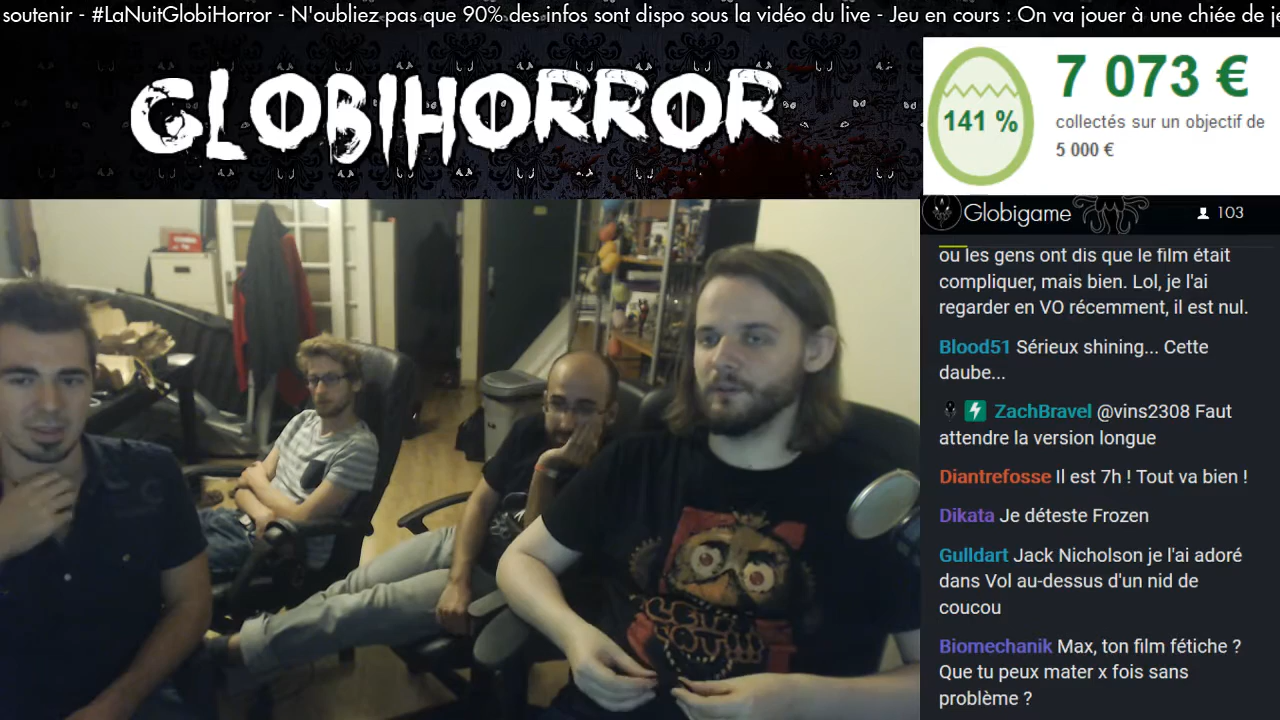 soutenir - #LaNuitGlobiHorror - N'oubliez pas que 90% des infos sont dispo sous la vidéo du live - Jeu en cours : On va jouer à une chiée de je
GLOBIHORROR
7 073 €
141 %
collectés sur un objectif de
5 000 €
Globigame
103
ou les gens ont dis que le film était
compliquer, mais bien. Lol, je l'ai
regarder en VO récemment, il est nul.
Blood51 Sérieux shining... Cette
daube...
ZachBravel @vins2308 Faut
attendre la version longue
Diantrefosse Il est 7h ! Tout va bien !
Dikata Je déteste Frozen
Gulldart Jack Nicholson je l'ai adoré
dans Vol au-dessus d'un nid de
coucou
Biomechanik Max, ton film fétiche ?
Que tu peux mater x fois sans
problème ?